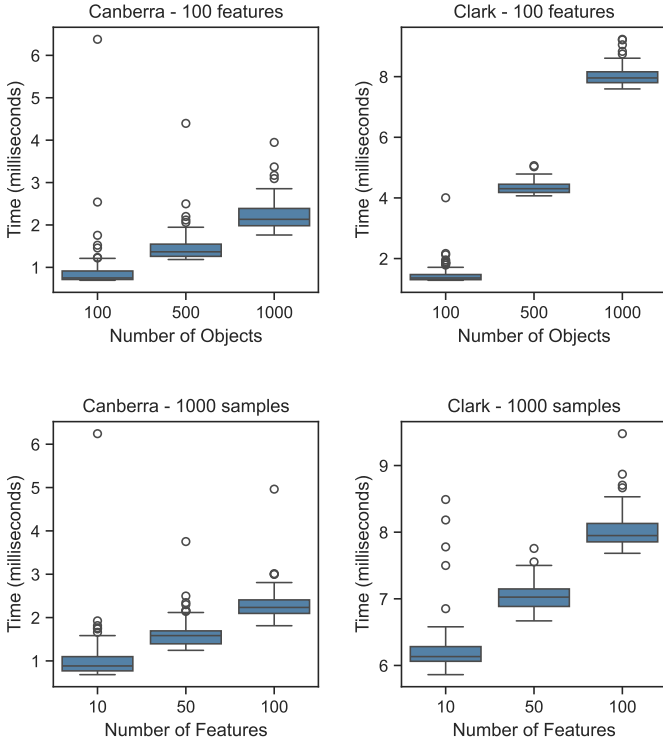 Canberra - 100 features
Time (milliseconds)
6
5
4
3
2
1
100 500 1000
Number of Objects
Clark - 100 features
Time (milliseconds)
8
6
4
2
100 500 1000
Number of Objects
Canberra - 1000 samples
Time (milliseconds)
6
5
4
3
2
1
10 50 100
Number of Features
Clark - 1000 samples
Time (milliseconds)
9
8
7
6
10 50 100
Number of Features